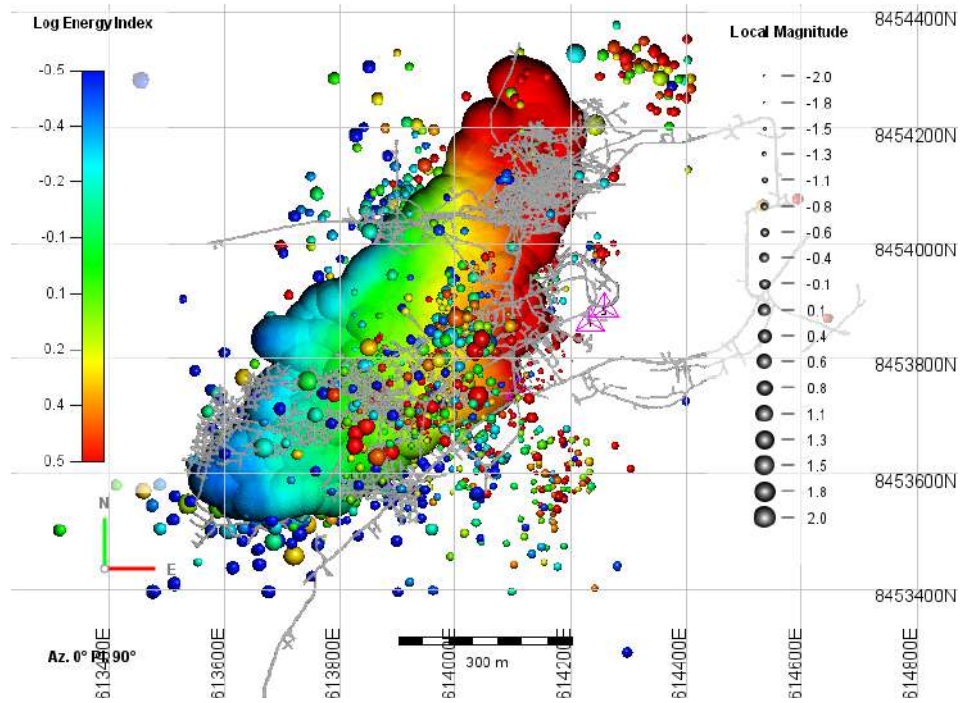 Log Energy Index
-0.5
-0.4
-0.2
-0.1
0.1
0.2
0.4
0.5
Local Magnitude
-2.0
-1.8
-1.5
-1.3
-1.1
-0.8
-0.6
-0.4
-0.1
0.1
0.4
0.6
0.8
1.1
1.3
1.5
1.8
2.0
8454400N
8454200N
8454000N
8453800N
8453600N
8453400N
N
E
Az. 0° Pl. 90°
300 m
613400E
613600E
613800E
614000E
614200E
614400E
614600E
614800E